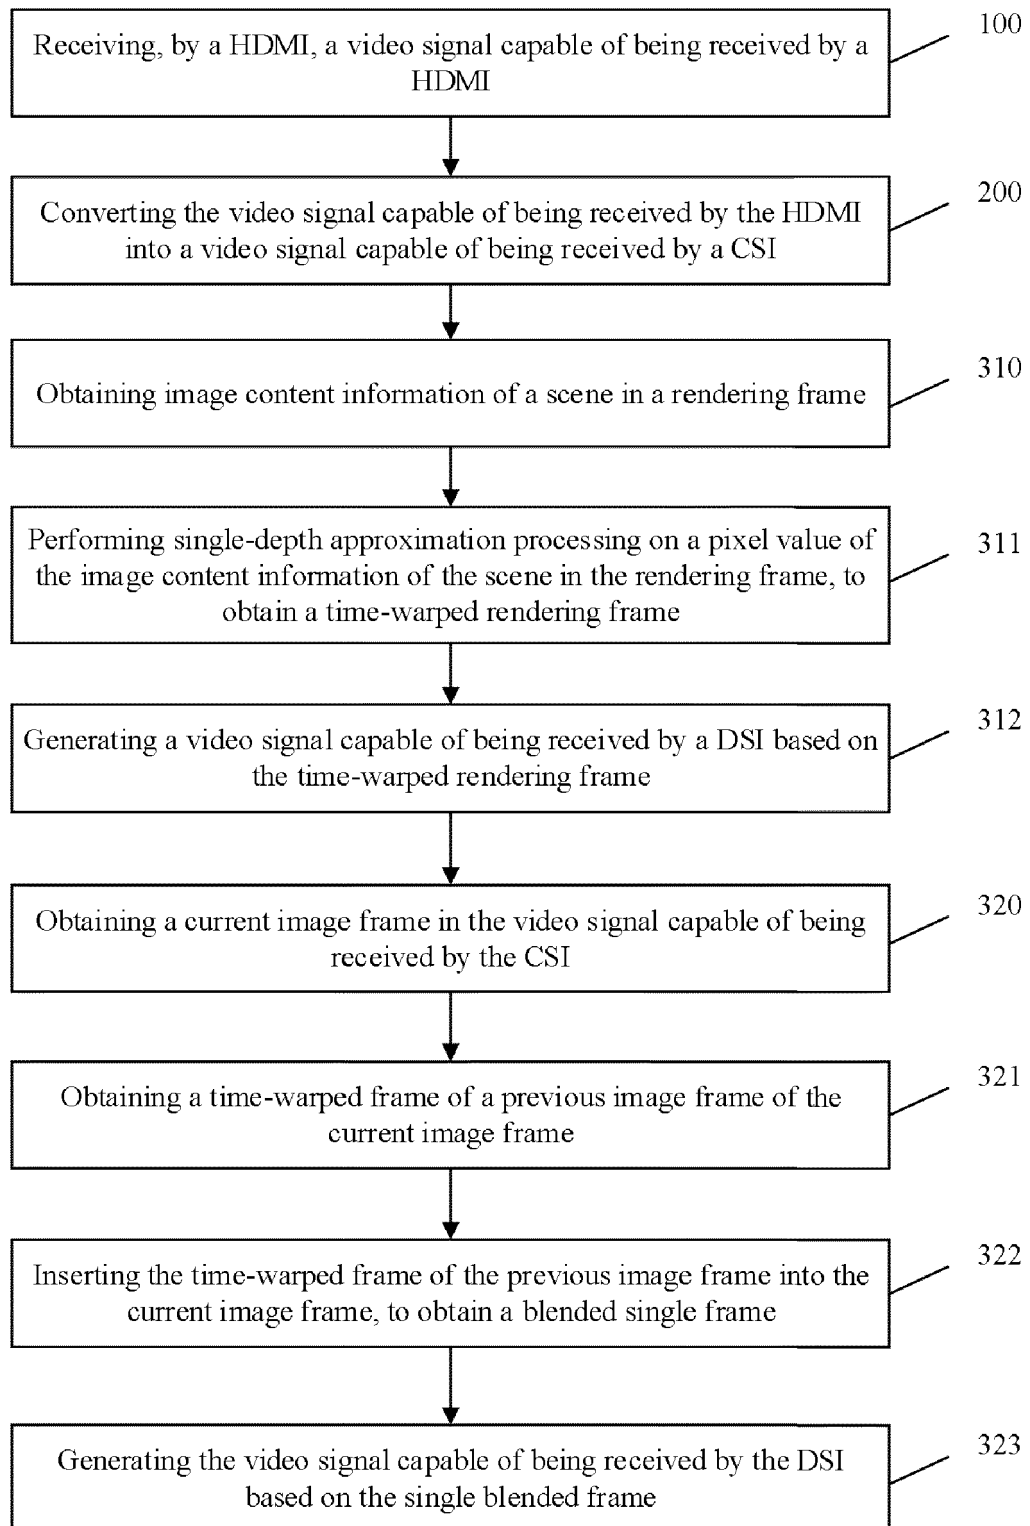 Receiving, by a HDMI, a video signal capable of being received by a
HDMI
100
Converting the video signal capable of being received by the HDMI
into a video signal capable of being received by a CSI
200
Obtaining image content information of a scene in a rendering frame
310
Performing single-depth approximation processing on a pixel value of
the image content information of the scene in the rendering frame, to
obtain a time-warped rendering frame
311
Generating a video signal capable of being received by a DSI based on
the time-warped rendering frame
312
Obtaining a current image frame in the video signal capable of being
received by the CSI
320
Obtaining a time-warped frame of a previous image frame of the
current image frame
321
Inserting the time-warped frame of the previous image frame into the
current image frame, to obtain a blended single frame
322
Generating the video signal capable of being received by the DSI
based on the single blended frame
323